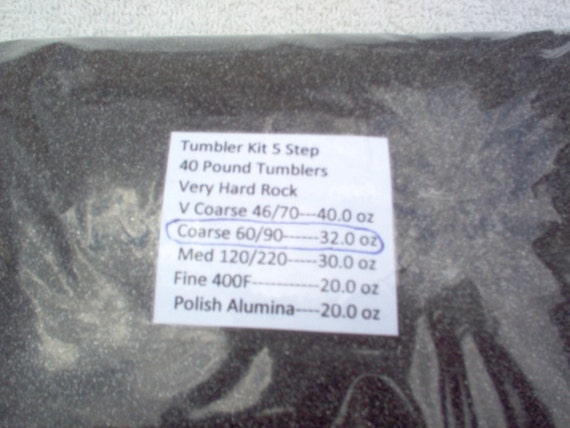 Tumbler Kit 5 Step
40 Pound Tumblers
Very Hard Rock
V Coarse 46/70---40.0 oz
Coarse 60/90------32.0 oz
Med 120/220-----30.0 oz
Fine 400F-----------20.0 oz
Polish Alumina----20.0 oz